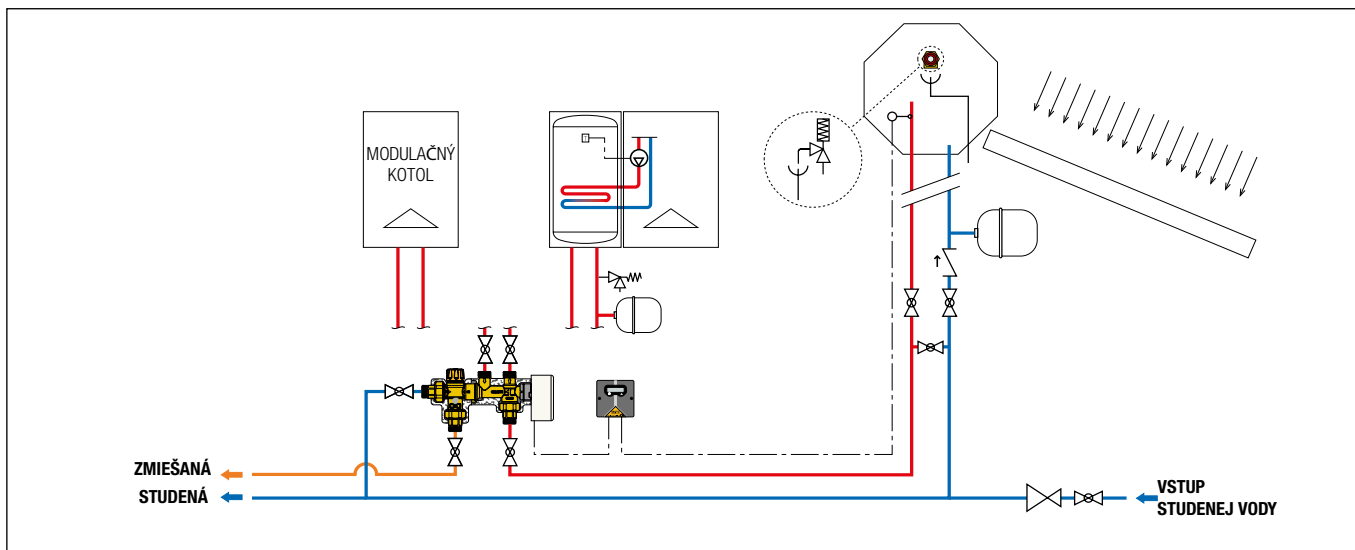 MODULAČNÝ
KOTOL
T
ZMIEŠANÁ
STUDENÁ
VSTUP
STUDENEJ VODY